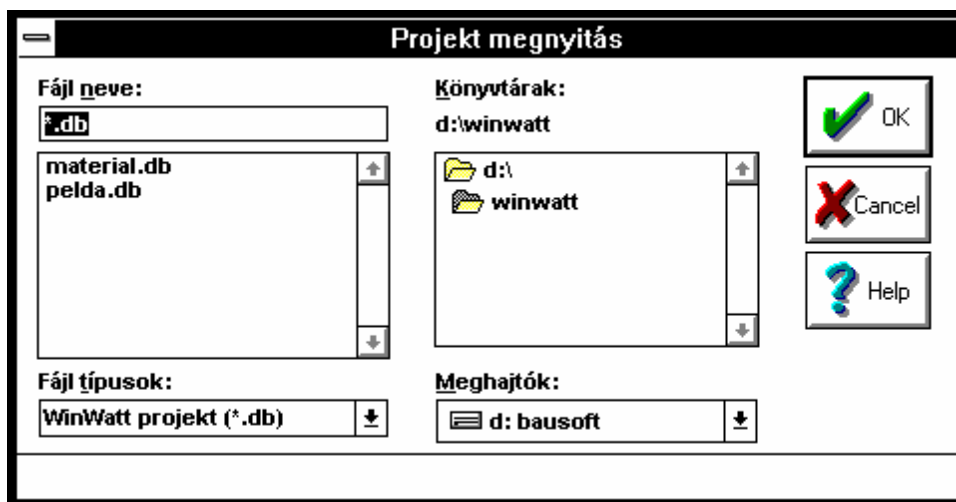 Projekt megnyitás
Fájl neve:
*.db
material.db
pelda.db
Fájl típusok:
WinWatt projekt (*.db)
Könyvtárak:
d:\winwatt
d:\
winwatt
Meghajtók:
d: bausoft
OK
Cancel
Help